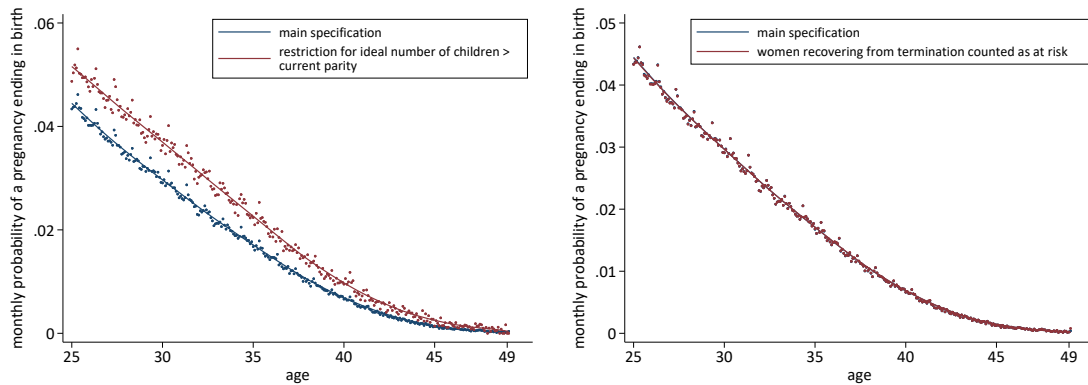 monthly probability of a pregnancy ending in birth
.06
.04
.02
0
main specification
restriction for ideal number of children >
current parity
25
30
35
40
45
49
age
monthly probability of a pregnancy ending in birth
.05
.04
.03
.02
.01
0
main specification
women recovering from termination counted as at risk
25
30
35
40
45
49
age